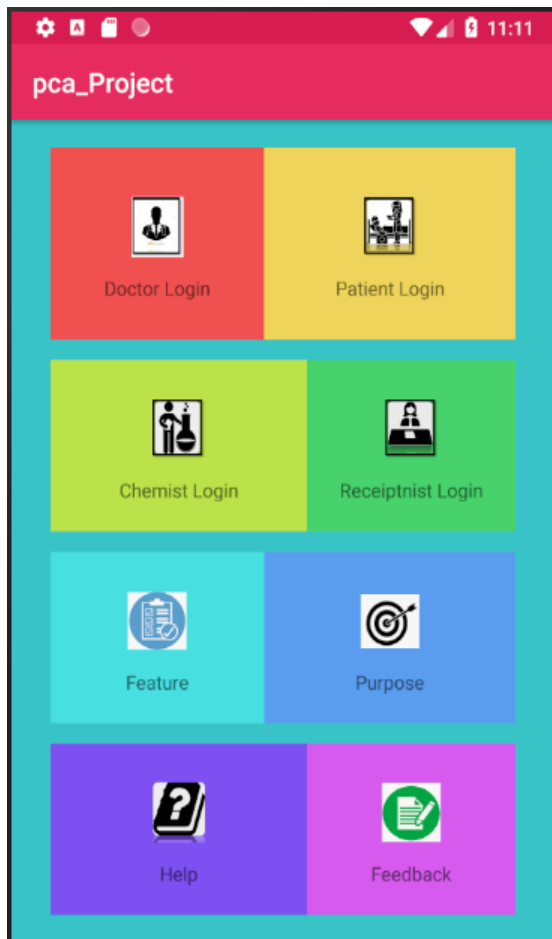 11:11
pca_Project
Doctor Login
Patient Login
Chemist Login
Receiptnist Login
Feature
Purpose
Help
Feedback